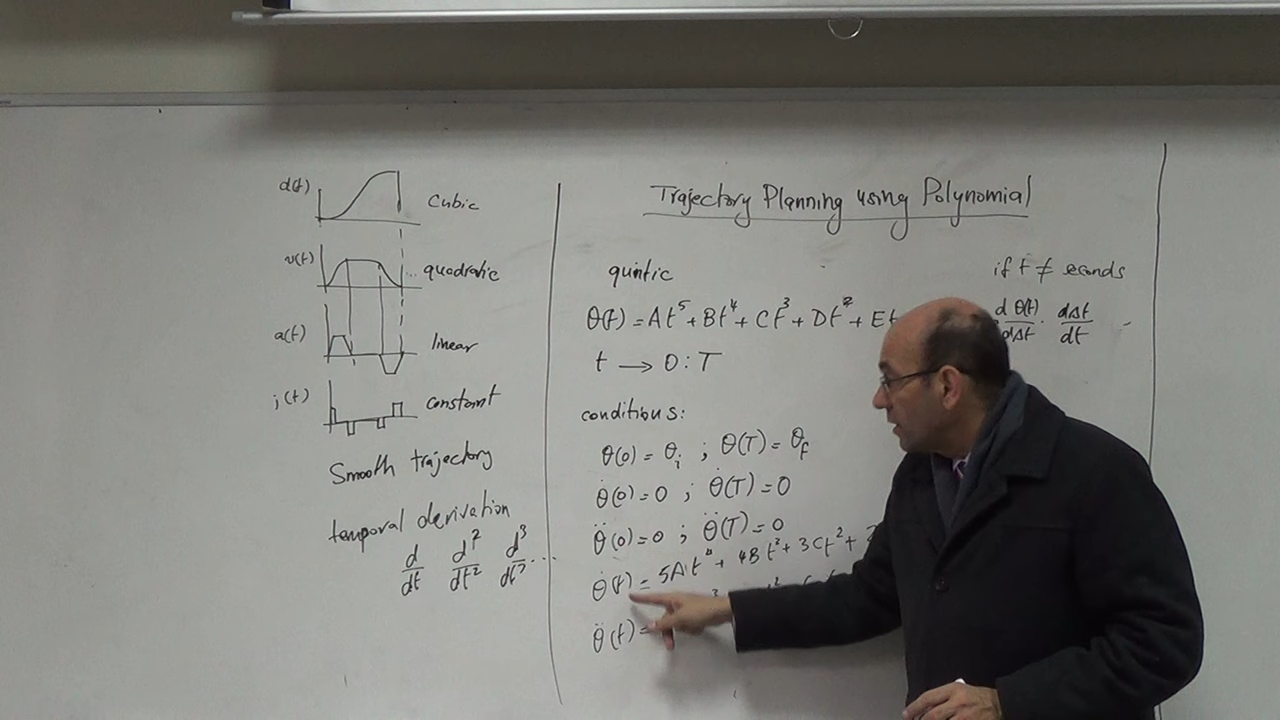 d(t) cubic
v(t) quadratic
a(t) linear
j(t) constant
Smooth trajectory
temporal derivation
d/dt d²/dt² d³/dt³ ...
Trajectory Planning using Polynomial
quintic
θ(t) = At⁵ + Bt⁴ + Ct³ + Dt² + Et
t → 0 : T
conditions:
θ(0) = θᵢ ; θ(T) = θ_f
θ̇(0) = 0 ; θ̇(T) = 0
θ̈(0) = 0 ; θ̈(T) = 0
θ̇(t) = 5At⁴ + 4Bt³ + 3Ct² + 2
θ̈(t) =
if t ≠ econds
d θ(t)/dΔt · dΔt/dt